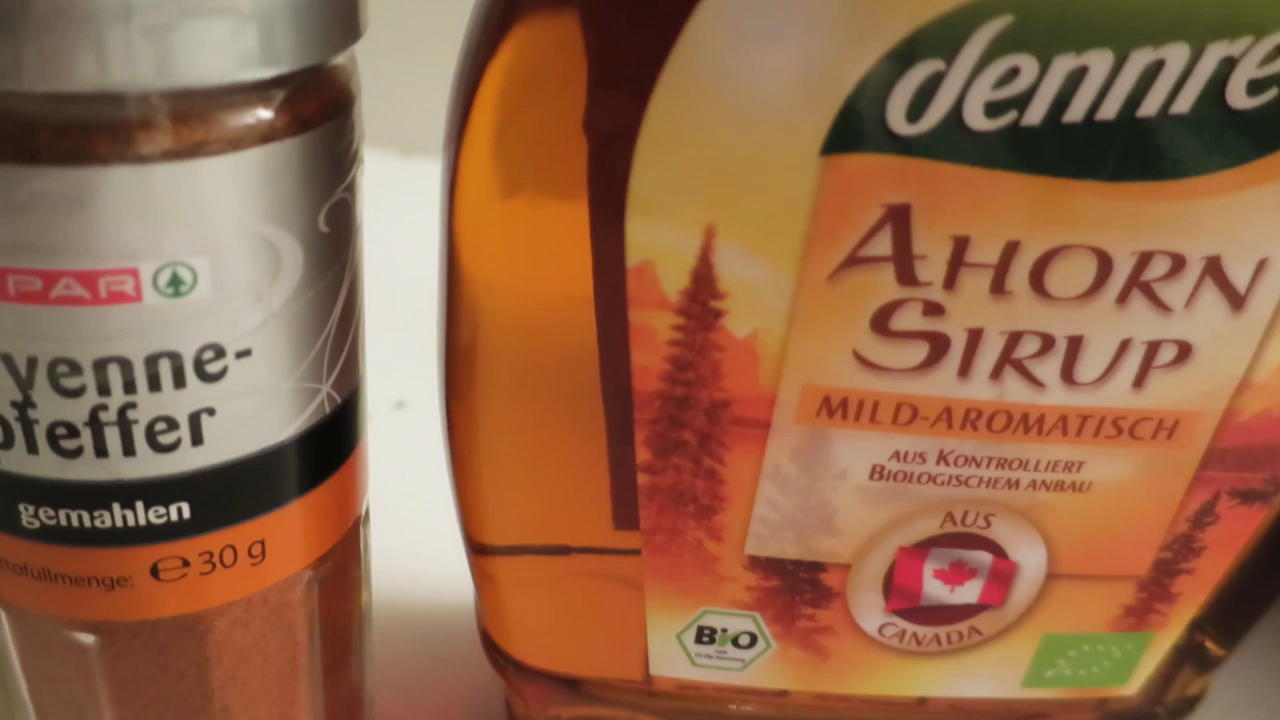 PAR
yenne-
pfeffer
gemahlen
ttofüllmenge: ℮ 30 g
dennre
AHORN
SIRUP
MILD-AROMATISCH
AUS KONTROLLIERT
BIOLOGISCHEM ANBAU
AUS
CANADA
BiO